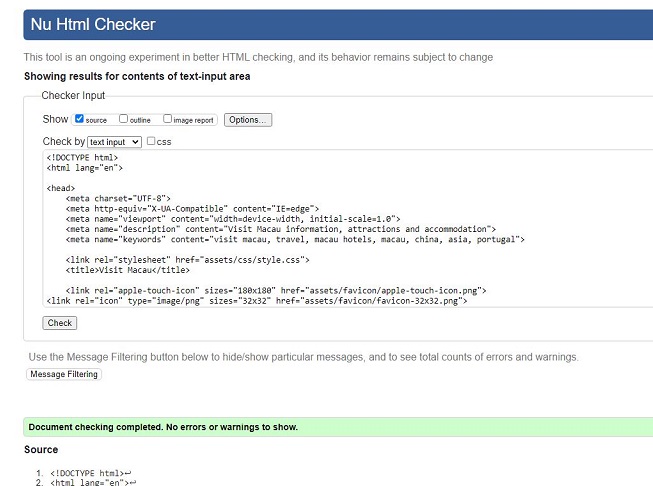 Nu Html Checker
This tool is an ongoing experiment in better HTML checking, and its behavior remains subject to change
Showing results for contents of text-input area
Checker Input
Show source outline image report Options...
Check by text input css
<!DOCTYPE html>
<html lang="en">
<head>
<meta charset="UTF-8">
<meta http-equiv="X-UA-Compatible" content="IE=edge">
<meta name="viewport" content="width=device-width, initial-scale=1.0">
<meta name="description" content="Visit Macau information, attractions and accommodation">
<meta name="keywords" content="visit macau, travel, macau hotels, macau, china, asia, portugal">
<link rel="stylesheet" href="assets/css/style.css">
<title>Visit Macau</title>
<link rel="apple-touch-icon" sizes="180x180" href="assets/favicon/apple-touch-icon.png">
<link rel="icon" type="image/png" sizes="32x32" href="assets/favicon/favicon-32x32.png">
Check
Use the Message Filtering button below to hide/show particular messages, and to see total counts of errors and warnings.
Message Filtering
Document checking completed. No errors or warnings to show.
Source
1. <!DOCTYPE html>↩
2. <html lang="en">↩